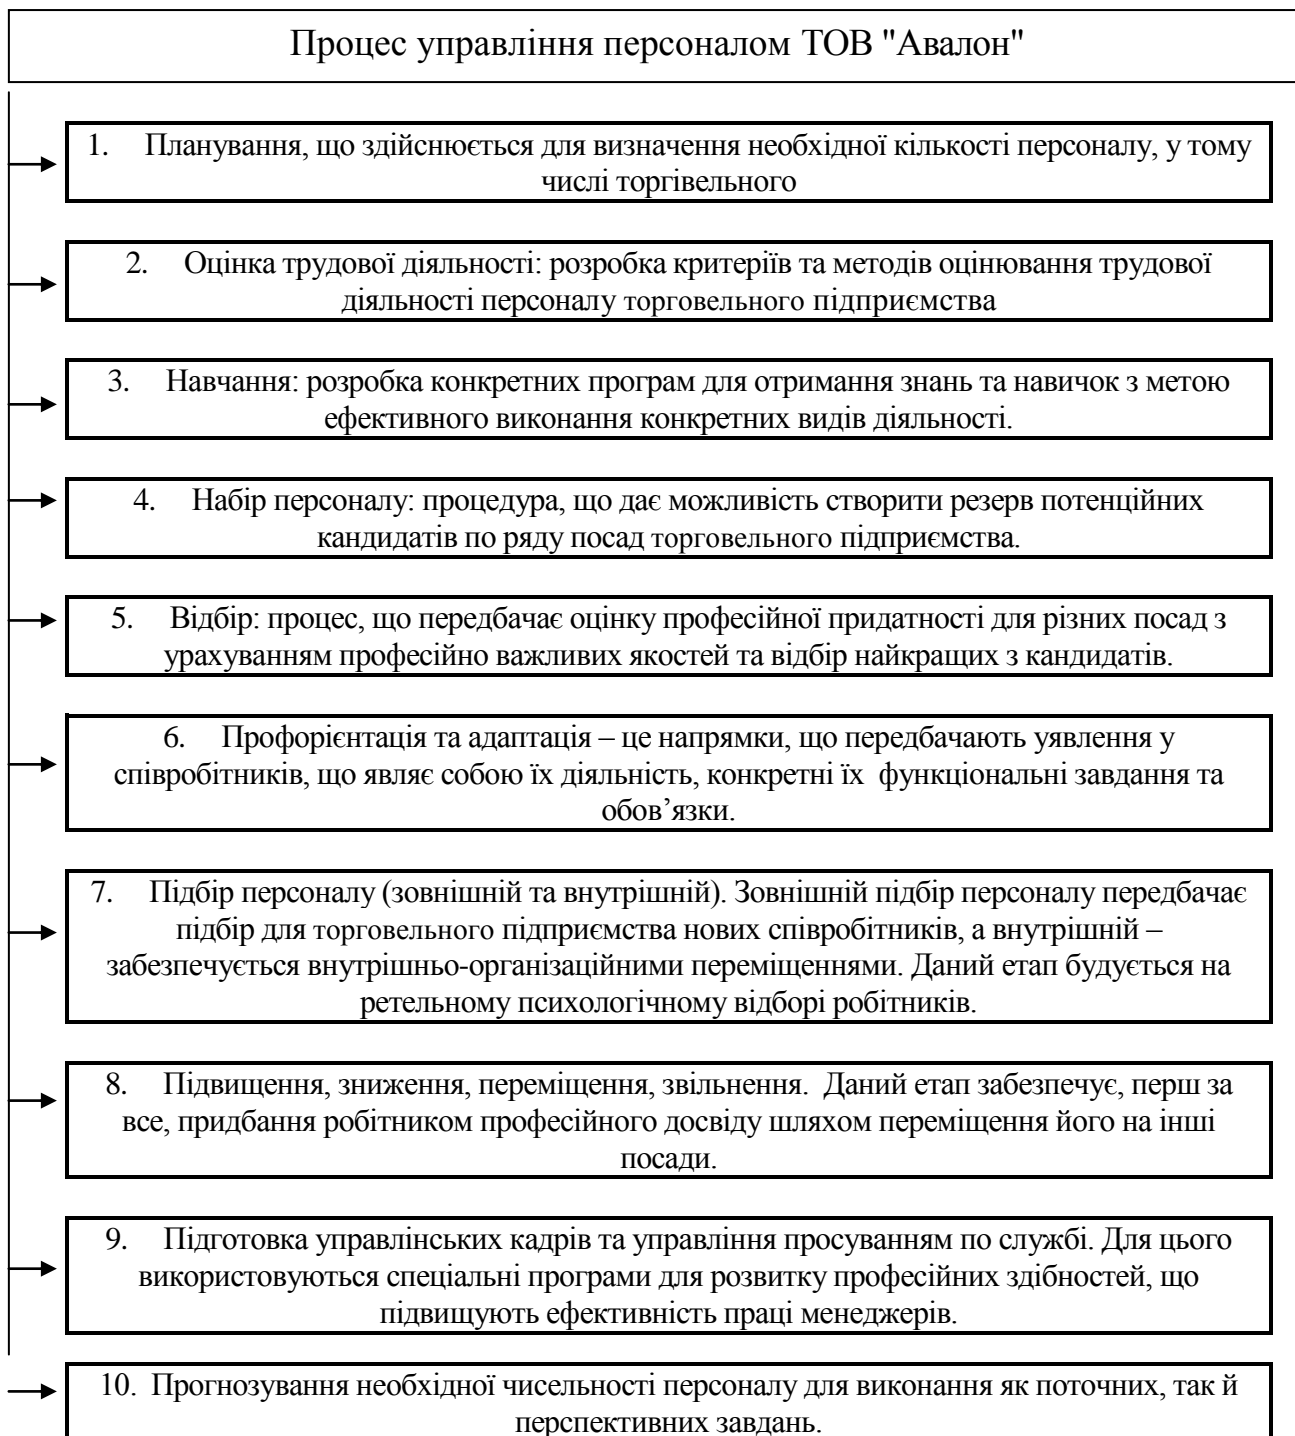 Процес управління персоналом ТОВ "Авалон"
1. Планування, що здійснюється для визначення необхідної кількості персоналу, у тому
числі торгівельного
2. Оцінка трудової діяльності: розробка критеріїв та методів оцінювання трудової
діяльності персоналу торговельного підприємства
3. Навчання: розробка конкретних програм для отримання знань та навичок з метою
ефективного виконання конкретних видів діяльності.
4. Набір персоналу: процедура, що дає можливість створити резерв потенційних
кандидатів по ряду посад торговельного підприємства.
5. Відбір: процес, що передбачає оцінку професійної придатності для різних посад з
урахуванням професійно важливих якостей та відбір найкращих з кандидатів.
6. Профорієнтація та адаптація – це напрямки, що передбачають уявлення у
співробітників, що являє собою їх діяльність, конкретні їх функціональні завдання та
обов’язки.
7. Підбір персоналу (зовнішній та внутрішній). Зовнішній підбір персоналу передбачає
підбір для торговельного підприємства нових співробітників, а внутрішній –
забезпечується внутрішньо-організаційними переміщеннями. Даний етап будується на
ретельному психологічному відборі робітників.
8. Підвищення, зниження, переміщення, звільнення. Даний етап забезпечує, перш за
все, придбання робітником професійного досвіду шляхом переміщення його на інші
посади.
9. Підготовка управлінських кадрів та управління просуванням по службі. Для цього
використовуються спеціальні програми для розвитку професійних здібностей, що
підвищують ефективність праці менеджерів.
10. Прогнозування необхідної чисельності персоналу для виконання як поточних, так й
перспективних завдань.